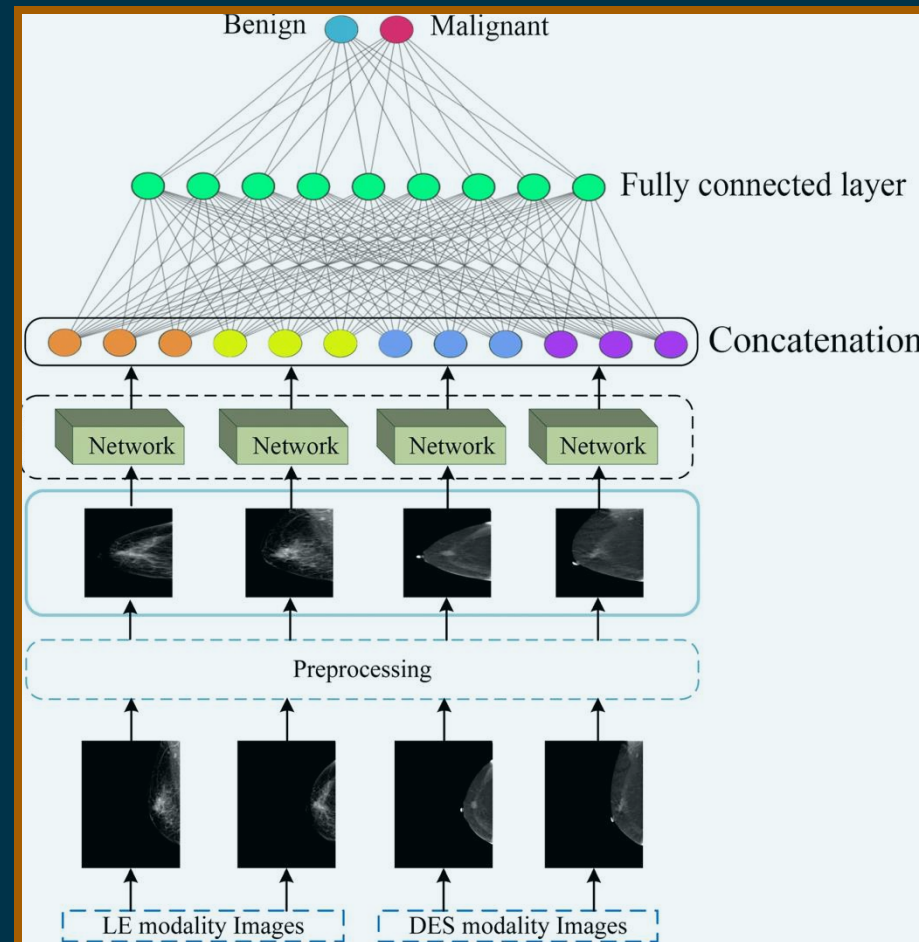 Benign Malignant
Fully connected layer
Concatenation
Network Network Network Network
Preprocessing
LE modality Images DES modality Images